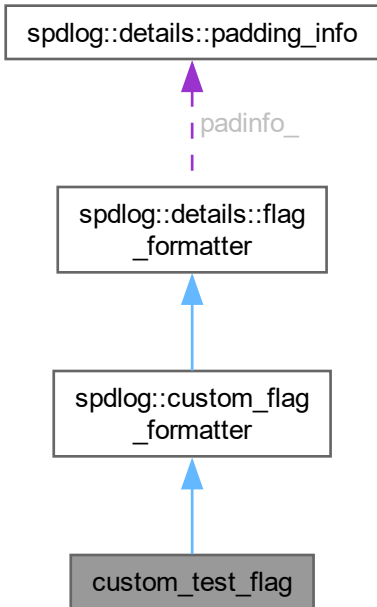 spdlog::details::padding_info
padinfo_
spdlog::details::flag
_formatter
spdlog::custom_flag
_formatter
custom_test_flag